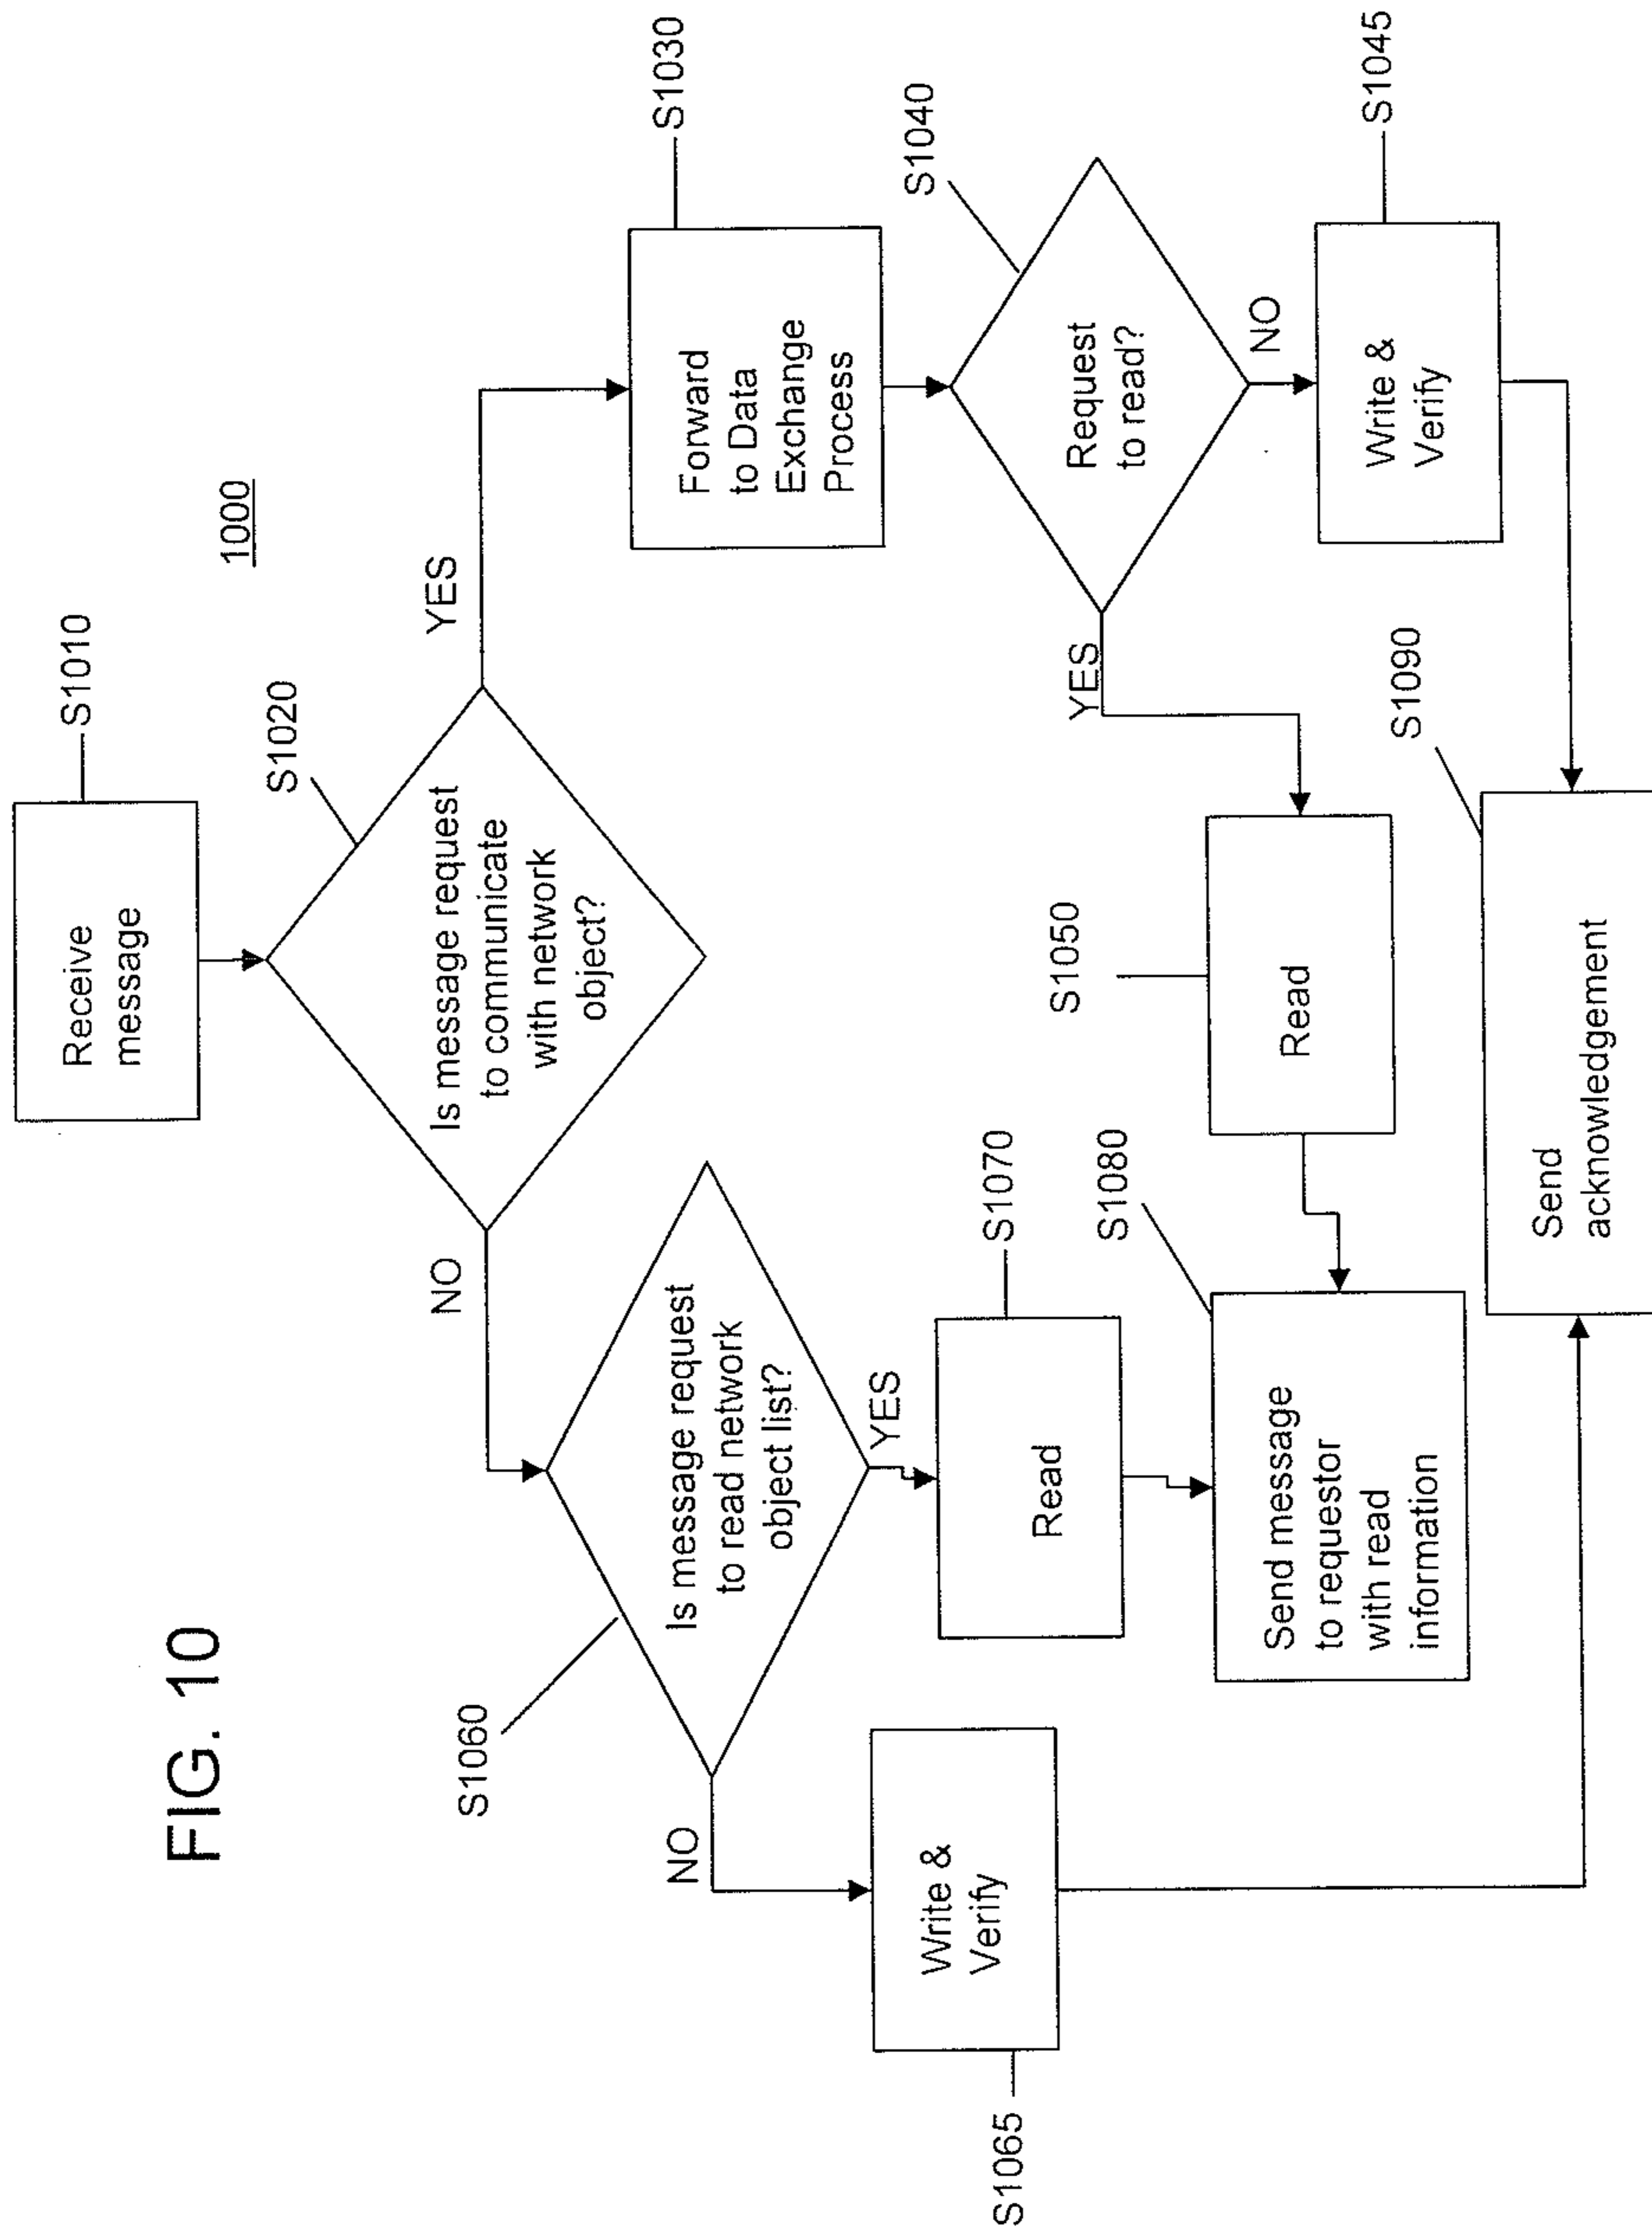 FIG. 10
1000
Receive
message
S1010
Is message request
to communicate
with network
object?
S1020
YES
NO
Forward
to Data
Exchange
Process
S1030
Request
to read?
S1040
YES
NO
Write &
Verify
S1045
Read
S1050
Is message request
to read network
object list?
S1060
NO
YES
Write &
Verify
S1065
Read
S1070
Send message
to requestor
with read
information
S1080
Send
acknowledgement
S1090